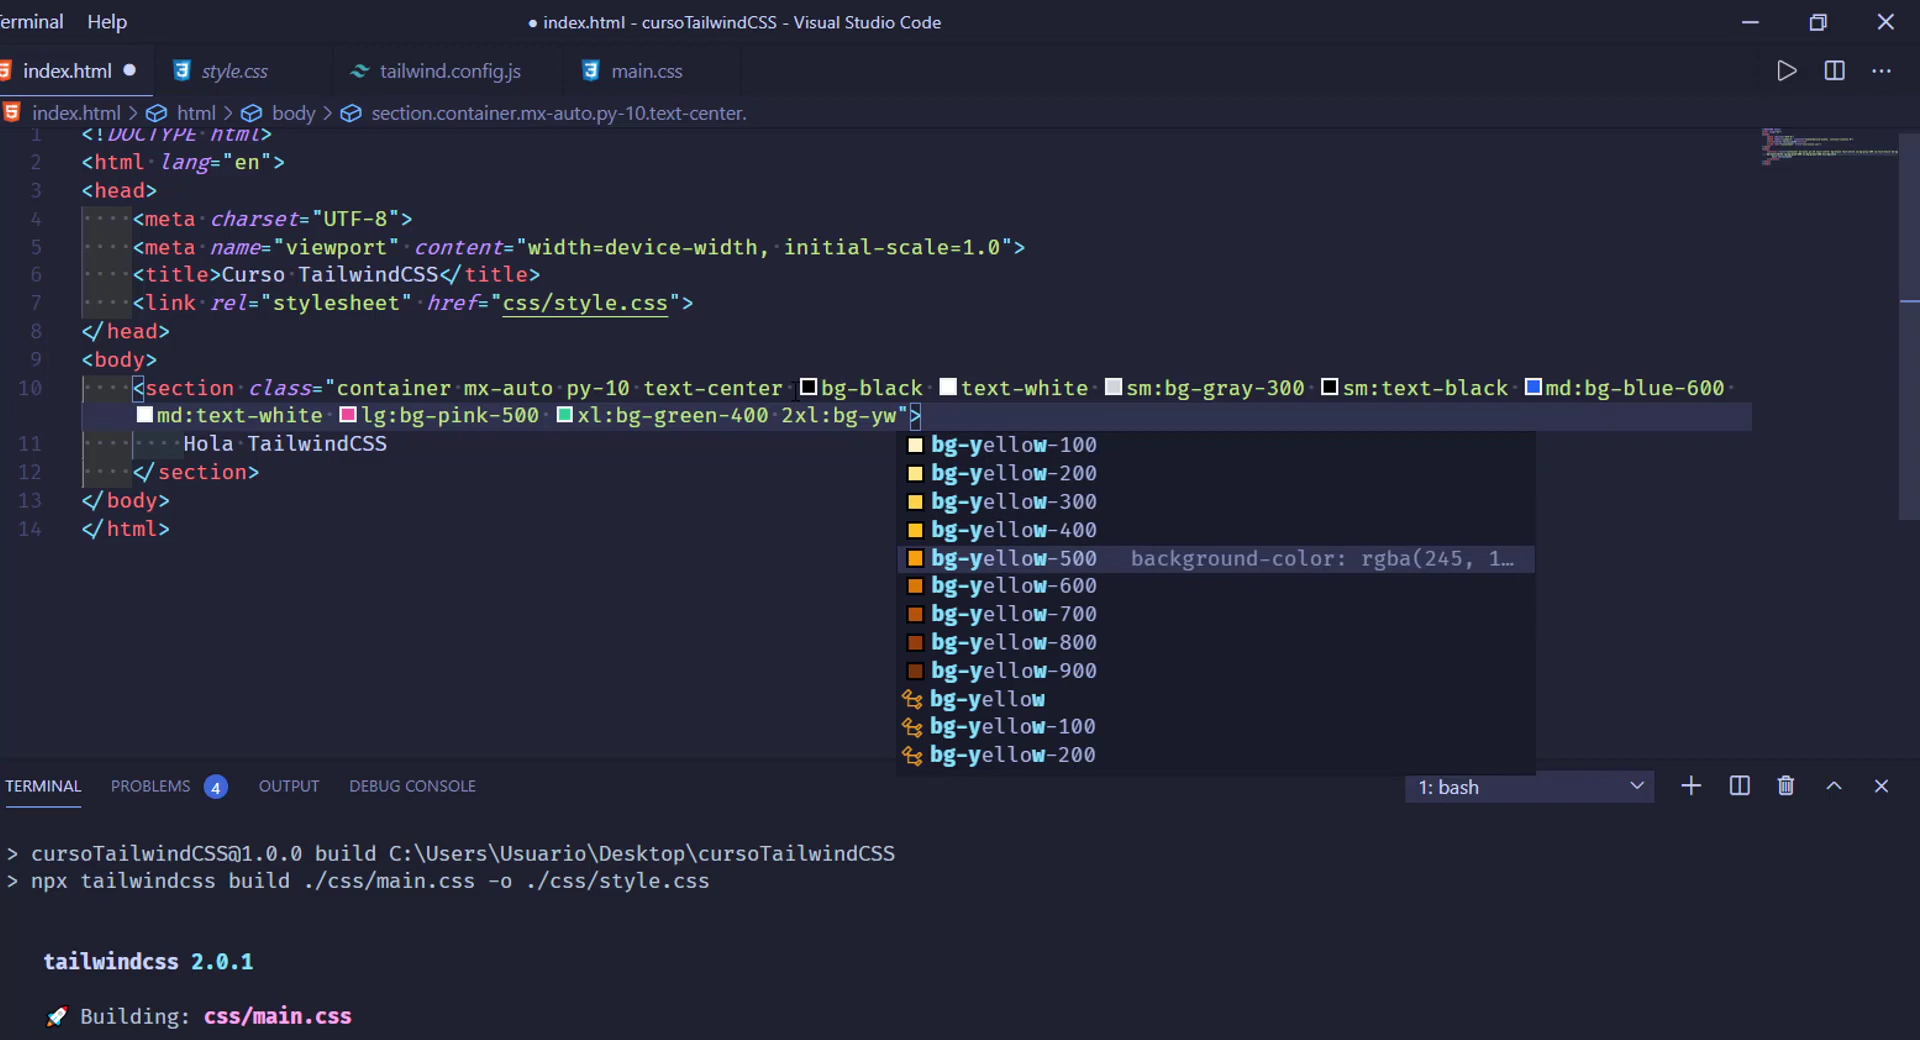 Terminal Help ● index.html - cursoTailwindCSS - Visual Studio Code
index.html ● style.css tailwind.config.js main.css
index.html > html > body > section.container.mx-auto.py-10.text-center.
1 <!DOCTYPE html>
2 <html lang="en">
3 <head>
4 <meta charset="UTF-8">
5 <meta name="viewport" content="width=device-width, initial-scale=1.0">
6 <title>Curso TailwindCSS</title>
7 <link rel="stylesheet" href="css/style.css">
8 </head>
9 <body>
10 <section class="container mx-auto py-10 text-center bg-black text-white sm:bg-gray-300 sm:text-black md:bg-blue-600
md:text-white lg:bg-pink-500 xl:bg-green-400 2xl:bg-yw">
11 Hola TailwindCSS
12 </section>
13 </body>
14 </html>
bg-yellow-100
bg-yellow-200
bg-yellow-300
bg-yellow-400
bg-yellow-500 background-color: rgba(245, 1…
bg-yellow-600
bg-yellow-700
bg-yellow-800
bg-yellow-900
bg-yellow
bg-yellow-100
bg-yellow-200
TERMINAL PROBLEMS 4 OUTPUT DEBUG CONSOLE 1: bash
> cursoTailwindCSS@1.0.0 build C:\Users\Usuario\Desktop\cursoTailwindCSS
> npx tailwindcss build ./css/main.css -o ./css/style.css
tailwindcss 2.0.1
🚀 Building: css/main.css